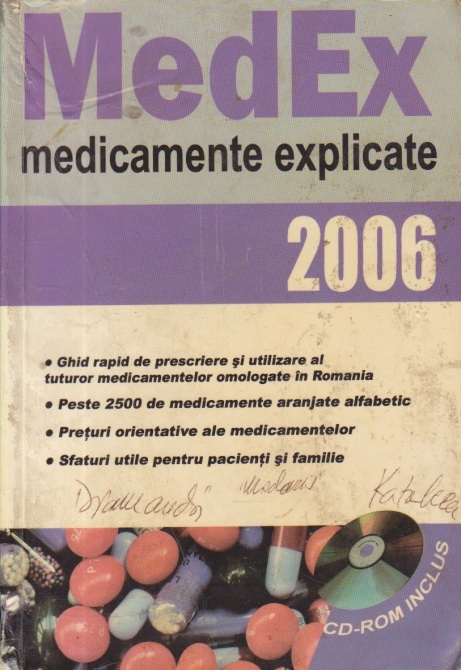 MedEx
medicamente explicate
2006
• Ghid rapid de prescriere şi utilizare al
tuturor medicamentelor omologate în Romania
• Peste 2500 de medicamente aranjate alfabetic
• Preţuri orientative ale medicamentelor
• Sfaturi utile pentru pacienţi şi familie
CD-ROM INCLUS